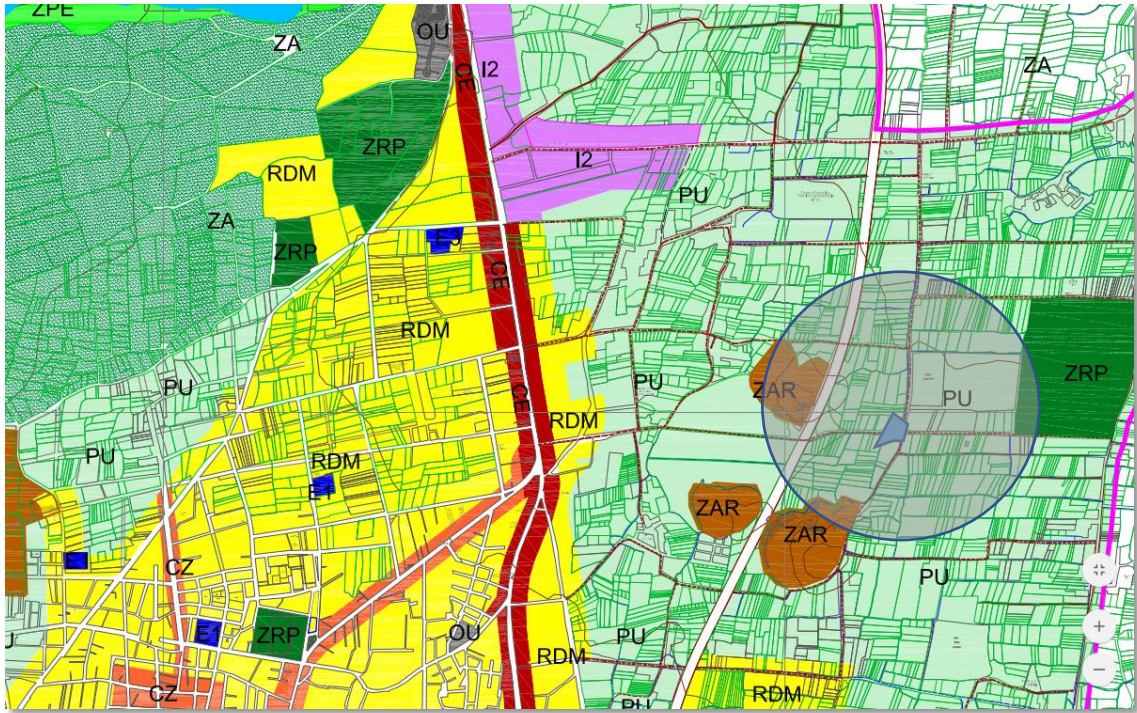 ZPE
OU
ZA
CE
I2
ZA
ZRP
I2
RDM
PU
ZA
ZRP
E3
CE
RDM
ZRP
PU
PU
ZAR
CE
PU
RDM
PU
RDM
E1
ZAR
ZAR
CZ
PU
E1
ZRP
OU
PU
U
RDM
CZ
RDM
PU
+
−